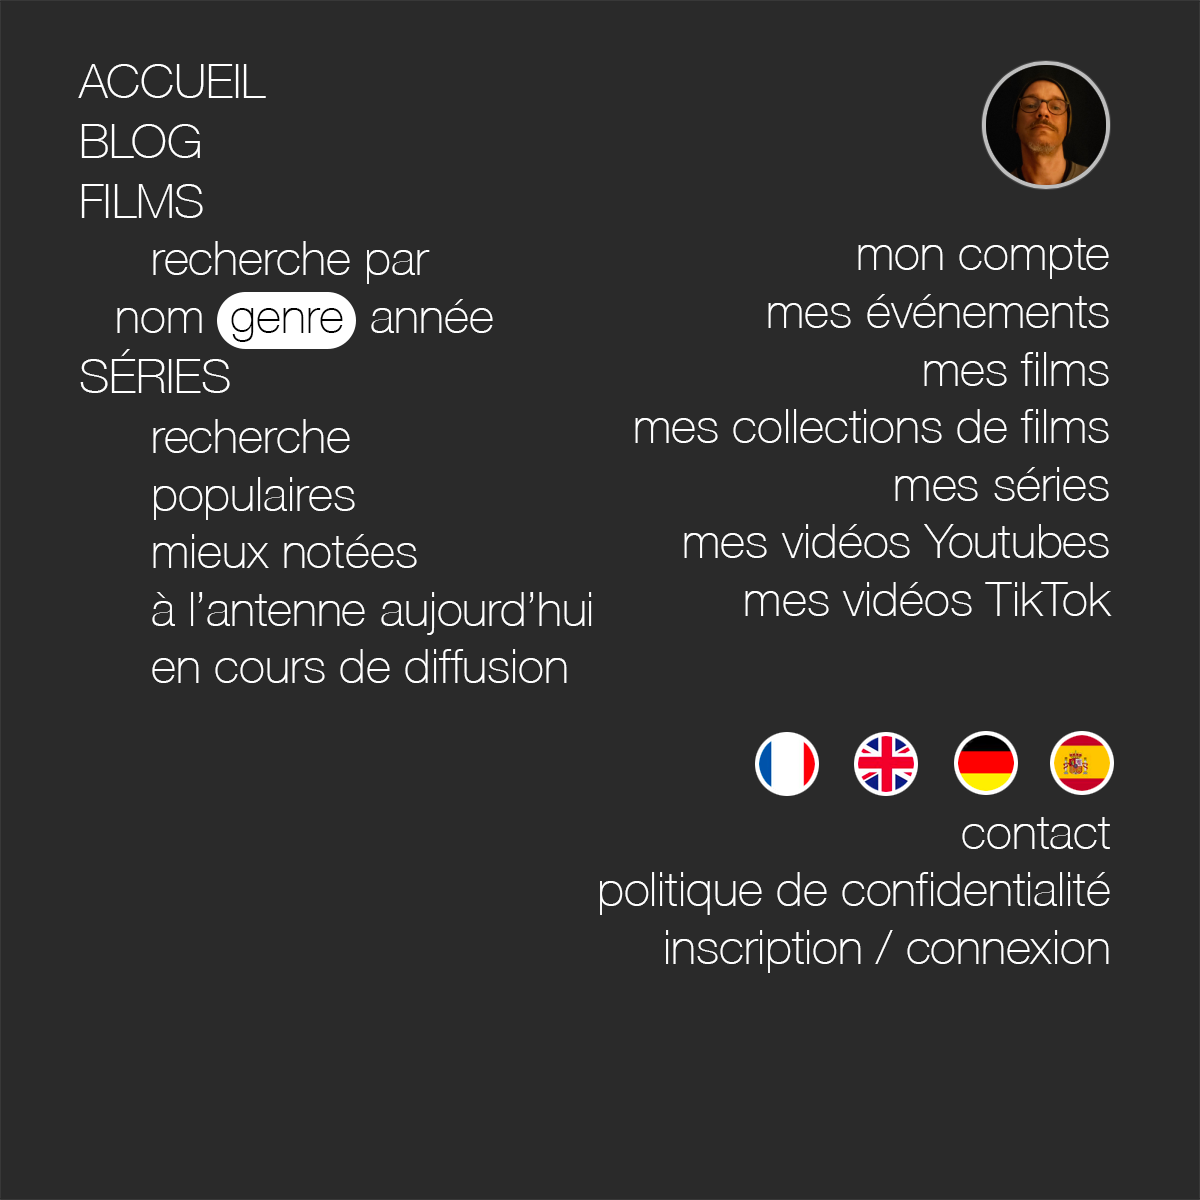 ACCUEIL
BLOG
FILMS
recherche par
nom genre année
SÉRIES
recherche
populaires
mieux notées
à l’antenne aujourd’hui
en cours de diffusion
mon compte
mes événements
mes films
mes collections de films
mes séries
mes vidéos Youtubes
mes vidéos TikTok
contact
politique de confidentialité
inscription / connexion